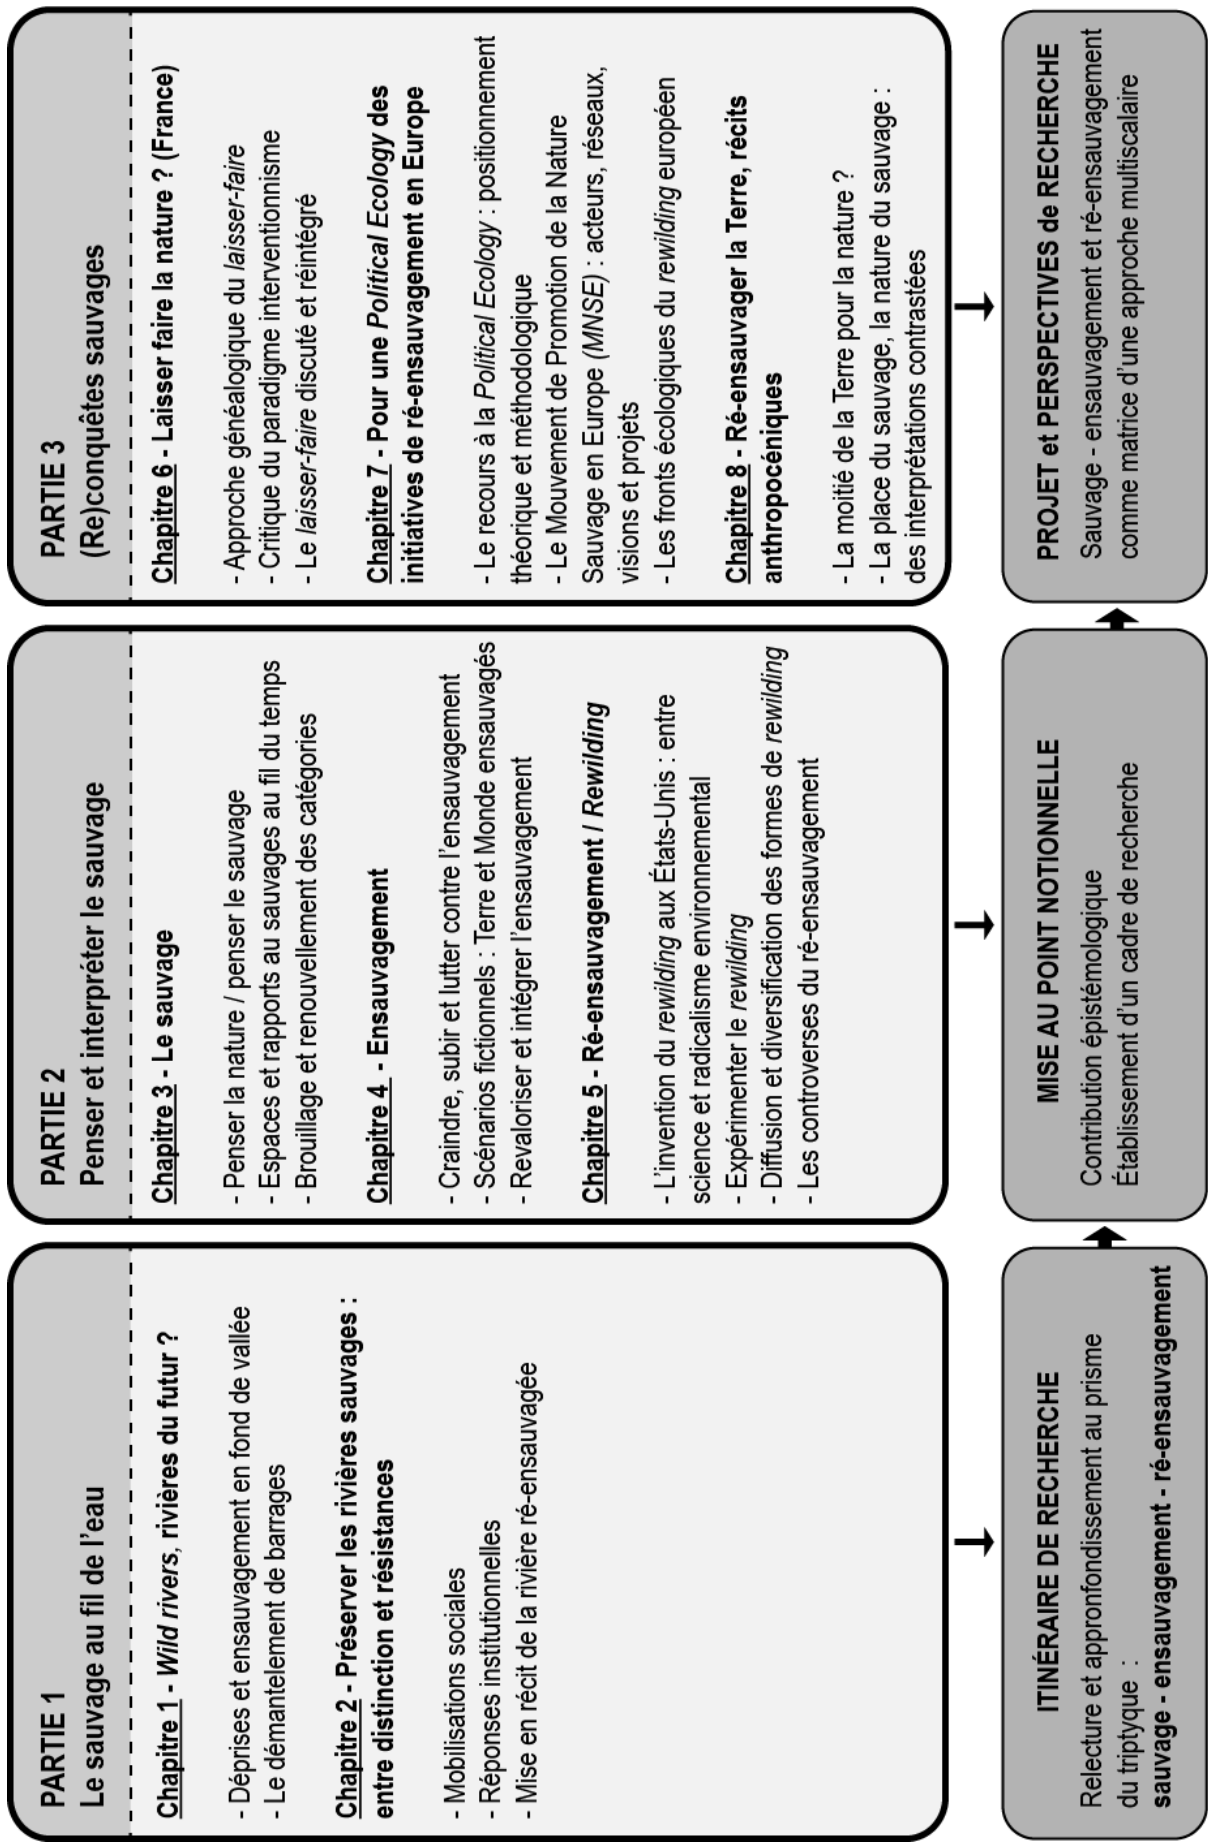 PARTIE 1
Le sauvage au fil de l'eau
Chapitre 1 - Wild rivers, rivières du futur ?
- Déprises et ensauvagement en fond de vallée
- Le démantelement de barrages
Chapitre 2 - Préserver les rivières sauvages :
entre distinction et résistances
- Mobilisations sociales
- Réponses institutionnelles
- Mise en récit de la rivière ré-ensauvagée
ITINÉRAIRE DE RECHERCHE
Relecture et appronfondissement au prisme
du triptyque :
sauvage - ensauvagement - ré-ensauvagement
PARTIE 2
Penser et interpréter le sauvage
Chapitre 3 - Le sauvage
- Penser la nature / penser le sauvage
- Espaces et rapports au sauvages au fil du temps
- Brouillage et renouvellement des catégories
Chapitre 4 - Ensauvagement
- Craindre, subir et lutter contre l'ensauvagement
- Scénarios fictionnels : Terre et Monde ensauvagés
- Revaloriser et intégrer l'ensauvagement
Chapitre 5 - Ré-ensauvagement / Rewilding
- L'invention du rewilding aux États-Unis : entre
science et radicalisme environnemental
- Expérimenter le rewilding
- Diffusion et diversification des formes de rewilding
- Les controverses du ré-ensauvagement
MISE AU POINT NOTIONNELLE
Contribution épistémologique
Établissement d'un cadre de recherche
PARTIE 3
(Re)conquêtes sauvages
Chapitre 6 - Laisser faire la nature ? (France)
- Approche généalogique du laisser-faire
- Critique du paradigme interventionnisme
- Le laisser-faire discuté et réintégré
Chapitre 7 - Pour une Political Ecology des
initiatives de ré-ensauvagement en Europe
- Le recours à la Political Ecology : positionnement
théorique et méthodologique
- Le Mouvement de Promotion de la Nature
Sauvage en Europe (MNSE) : acteurs, réseaux,
visions et projets
- Les fronts écologiques du rewilding européen
Chapitre 8 - Ré-ensauvager la Terre, récits
anthropocéniques
- La moitié de la Terre pour la nature ?
- La place du sauvage, la nature du sauvage :
des interprétations contrastées
PROJET et PERSPECTIVES de RECHERCHE
Sauvage - ensauvagement et ré-ensauvagement
comme matrice d'une approche multiscalaire